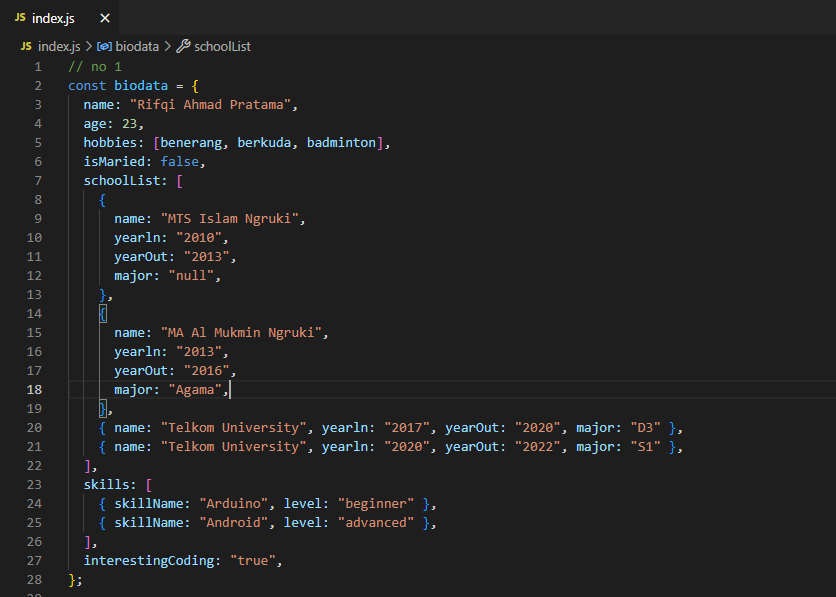 JS index.js ×
JS index.js > biodata > schoolList
1 // no 1
2 const biodata = {
3 name: "Rifqi Ahmad Pratama",
4 age: 23,
5 hobbies: [benerang, berkuda, badminton],
6 isMaried: false,
7 schoolList: [
8 {
9 name: "MTS Islam Ngruki",
10 yearln: "2010",
11 yearOut: "2013",
12 major: "null",
13 },
14 {
15 name: "MA Al Mukmin Ngruki",
16 yearln: "2013",
17 yearOut: "2016",
18 major: "Agama",
19 },
20 { name: "Telkom University", yearln: "2017", yearOut: "2020", major: "D3" },
21 { name: "Telkom University", yearln: "2020", yearOut: "2022", major: "S1" },
22 ],
23 skills: [
24 { skillName: "Arduino", level: "beginner" },
25 { skillName: "Android", level: "advanced" },
26 ],
27 interestingCoding: "true",
28 };